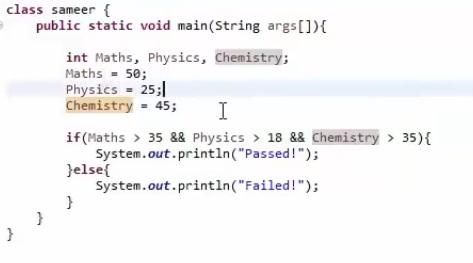 class sameer {
public static void main(String args[]){
int Maths, Physics, Chemistry;
Maths = 50;
Physics = 25;
Chemistry = 45;
if(Maths > 35 && Physics > 18 && Chemistry > 35){
System.out.println("Passed!");
}else{
System.out.println("Failed!");
}
}
}